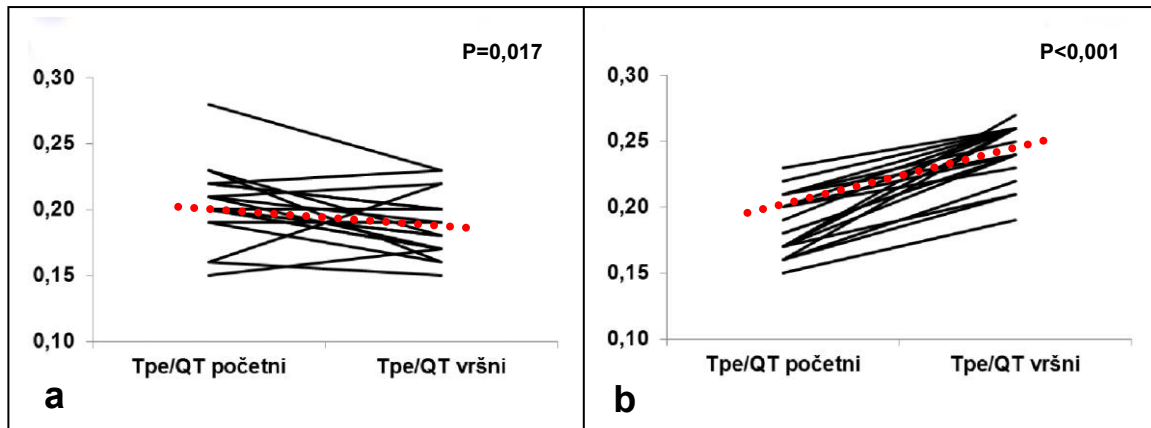 P=0,017
0,30
0,25
0,20
0,15
0,10
Tpe/QT početni Tpe/QT vršni
a
P<0,001
0,30
0,25
0,20
0,15
0,10
Tpe/QT početni Tpe/QT vršni
b